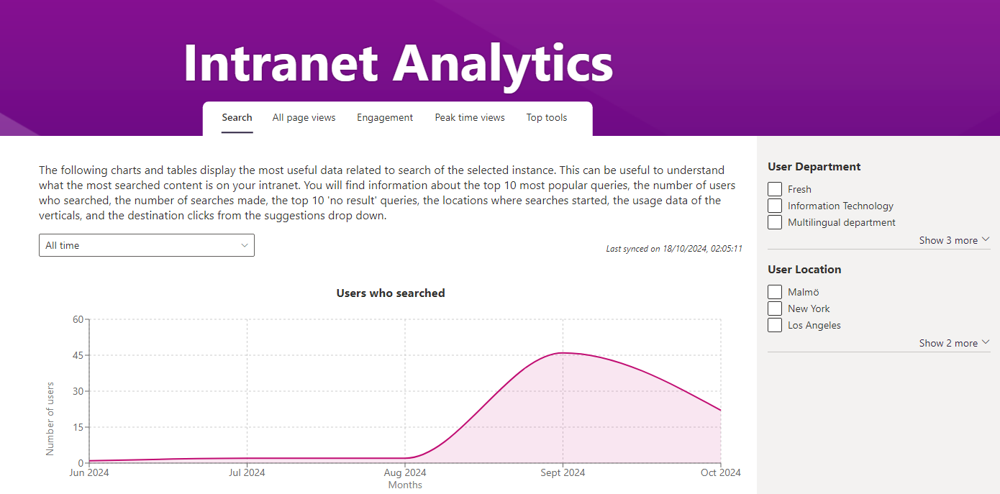 Intranet Analytics
Search All page views Engagement Peak time views Top tools
The following charts and tables display the most useful data related to search of the selected instance. This can be useful to understand
what the most searched content is on your intranet. You will find information about the top 10 most popular queries, the number of users
who searched, the number of searches made, the top 10 'no result' queries, the locations where searches started, the usage data of the
verticals, and the destination clicks from the suggestions drop down.
All time
Last synced on 18/10/2024, 02:05:11
Users who searched
60
45
30
15
0
Number of users
Jun 2024 Jul 2024 Aug 2024 Sept 2024 Oct 2024
Months
User Department
Fresh
Information Technology
Multilingual department
Show 3 more
User Location
Malmö
New York
Los Angeles
Show 2 more